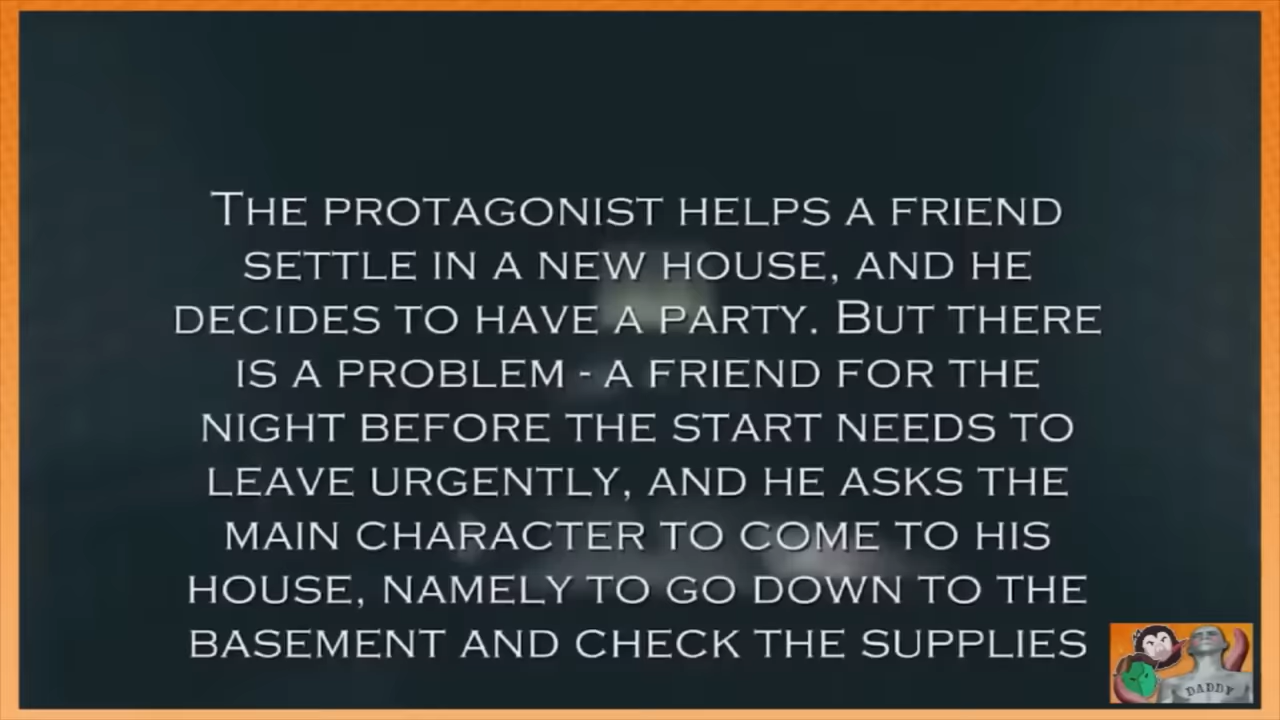 The protagonist helps a friend
settle in a new house, and he
decides to have a party. But there
is a problem - a friend for the
night before the start needs to
leave urgently, and he asks the
main character to come to his
house, namely to go down to the
basement and check the supplies
DADDY